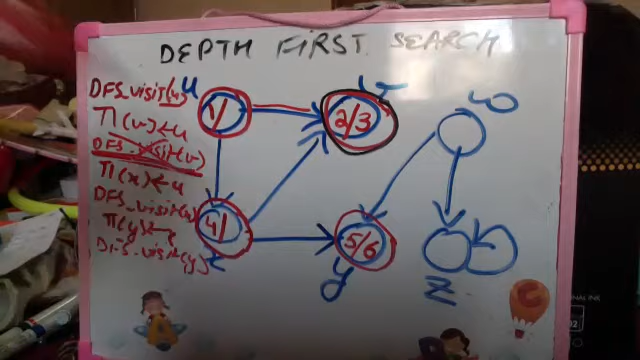 DEPTH FIRST SEARCH
DFS_visit(u)
π(v)←u
DFS_visit(v)
π(x)←u
DFS_visit(x)
π(y)←x
DFS_visit(y)
u
v
w
1/
2/3
4/
5/6
x
y
z
A
C